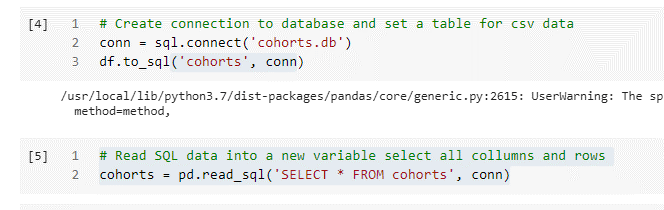 [4] 1 # Create connection to database and set a table for csv data
2 conn = sql.connect('cohorts.db')
3 df.to_sql('cohorts', conn)
/usr/local/lib/python3.7/dist-packages/pandas/core/generic.py:2615: UserWarning: The sp
method=method,
[5] 1 # Read SQL data into a new variable select all collumns and rows
2 cohorts = pd.read_sql('SELECT * FROM cohorts', conn)